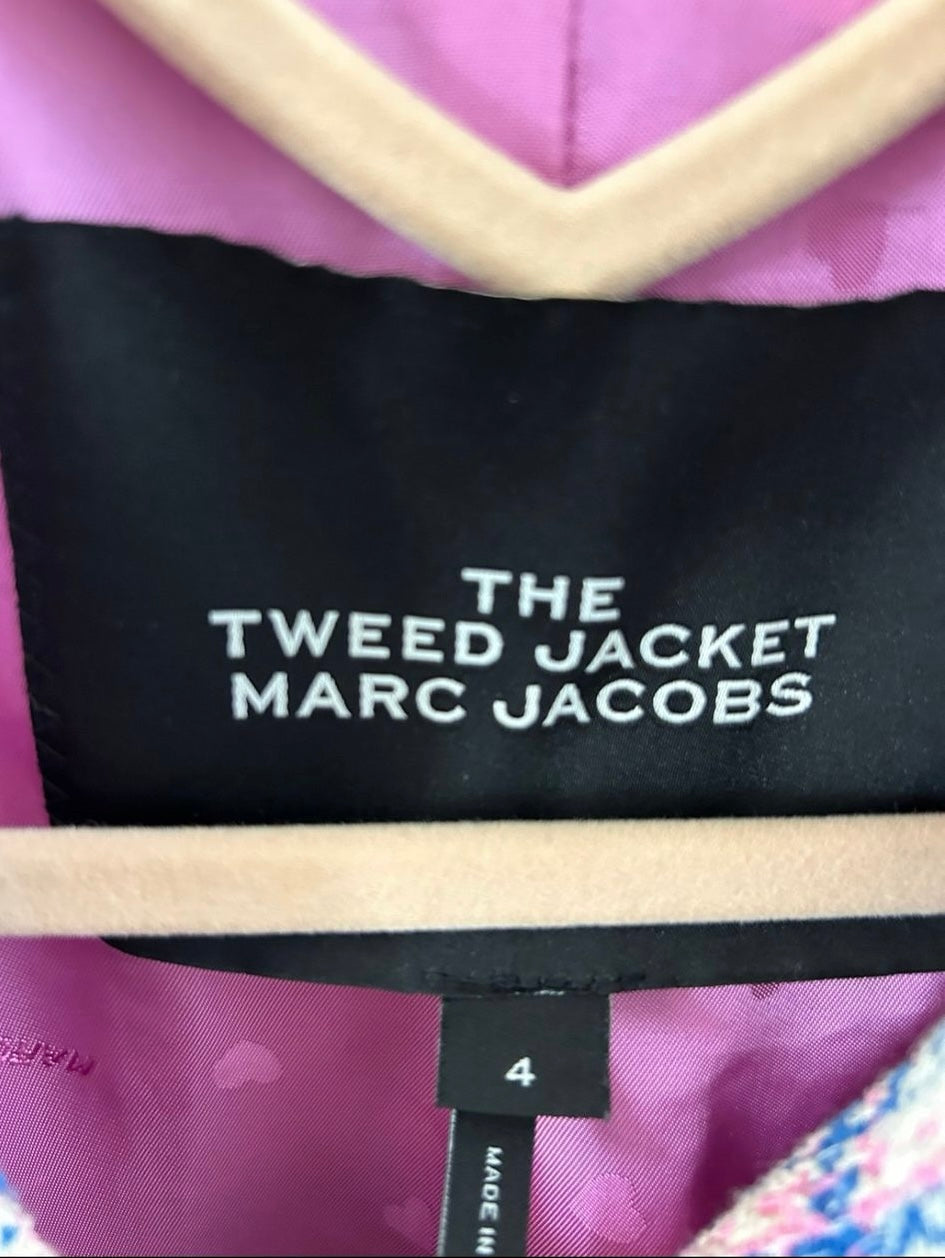 THE
TWEED JACKET
MARC JACOBS
4
MADE IN